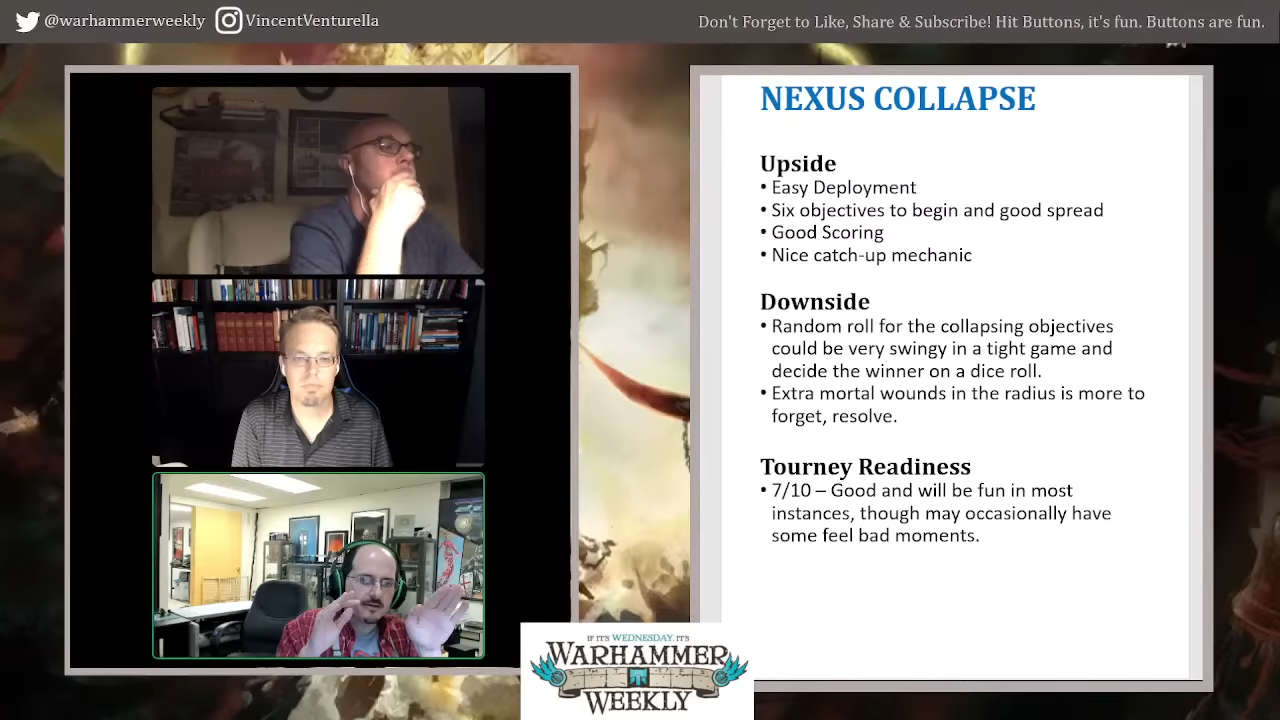 @warhammerweekly VincentVenturella
Don't Forget to Like, Share & Subscribe! Hit Buttons, it's fun. Buttons are fun.
NEXUS COLLAPSE
Upside
• Easy Deployment
• Six objectives to begin and good spread
• Good Scoring
• Nice catch-up mechanic
Downside
• Random roll for the collapsing objectives
could be very swingy in a tight game and
decide the winner on a dice roll.
• Extra mortal wounds in the radius is more to
forget, resolve.
Tourney Readiness
• 7/10 – Good and will be fun in most
instances, though may occasionally have
some feel bad moments.
IF IT'S WEDNESDAY, IT'S
WARHAMMER
WEEKLY